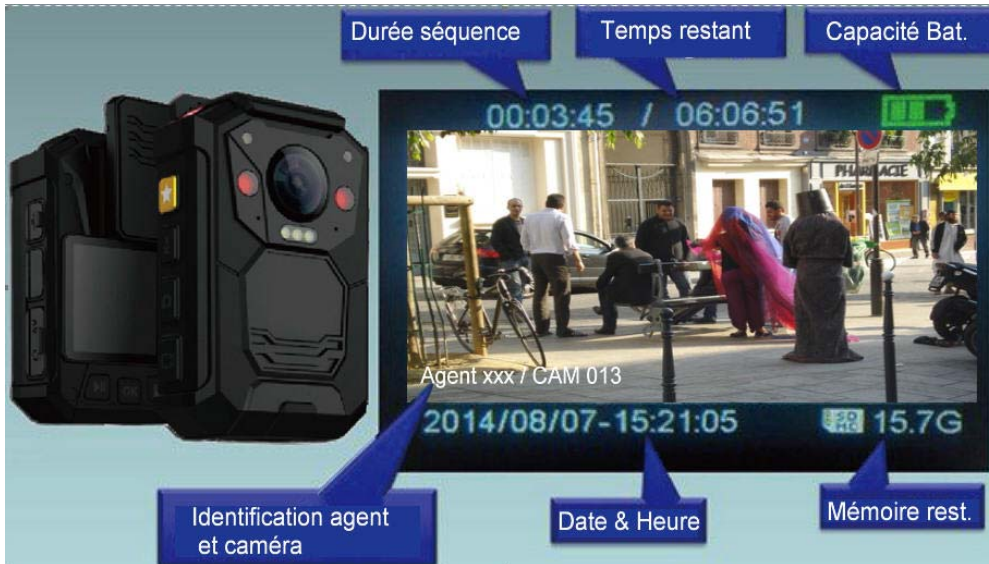 Durée séquence
Temps restant
Capacité Bat.
00:03:45 / 06:06:51
PHARMACIE
Agent xxx / CAM 013
2014/08/07-15:21:05
15.7G
OK
Identification agent
et caméra
Date & Heure
Mémoire rest.